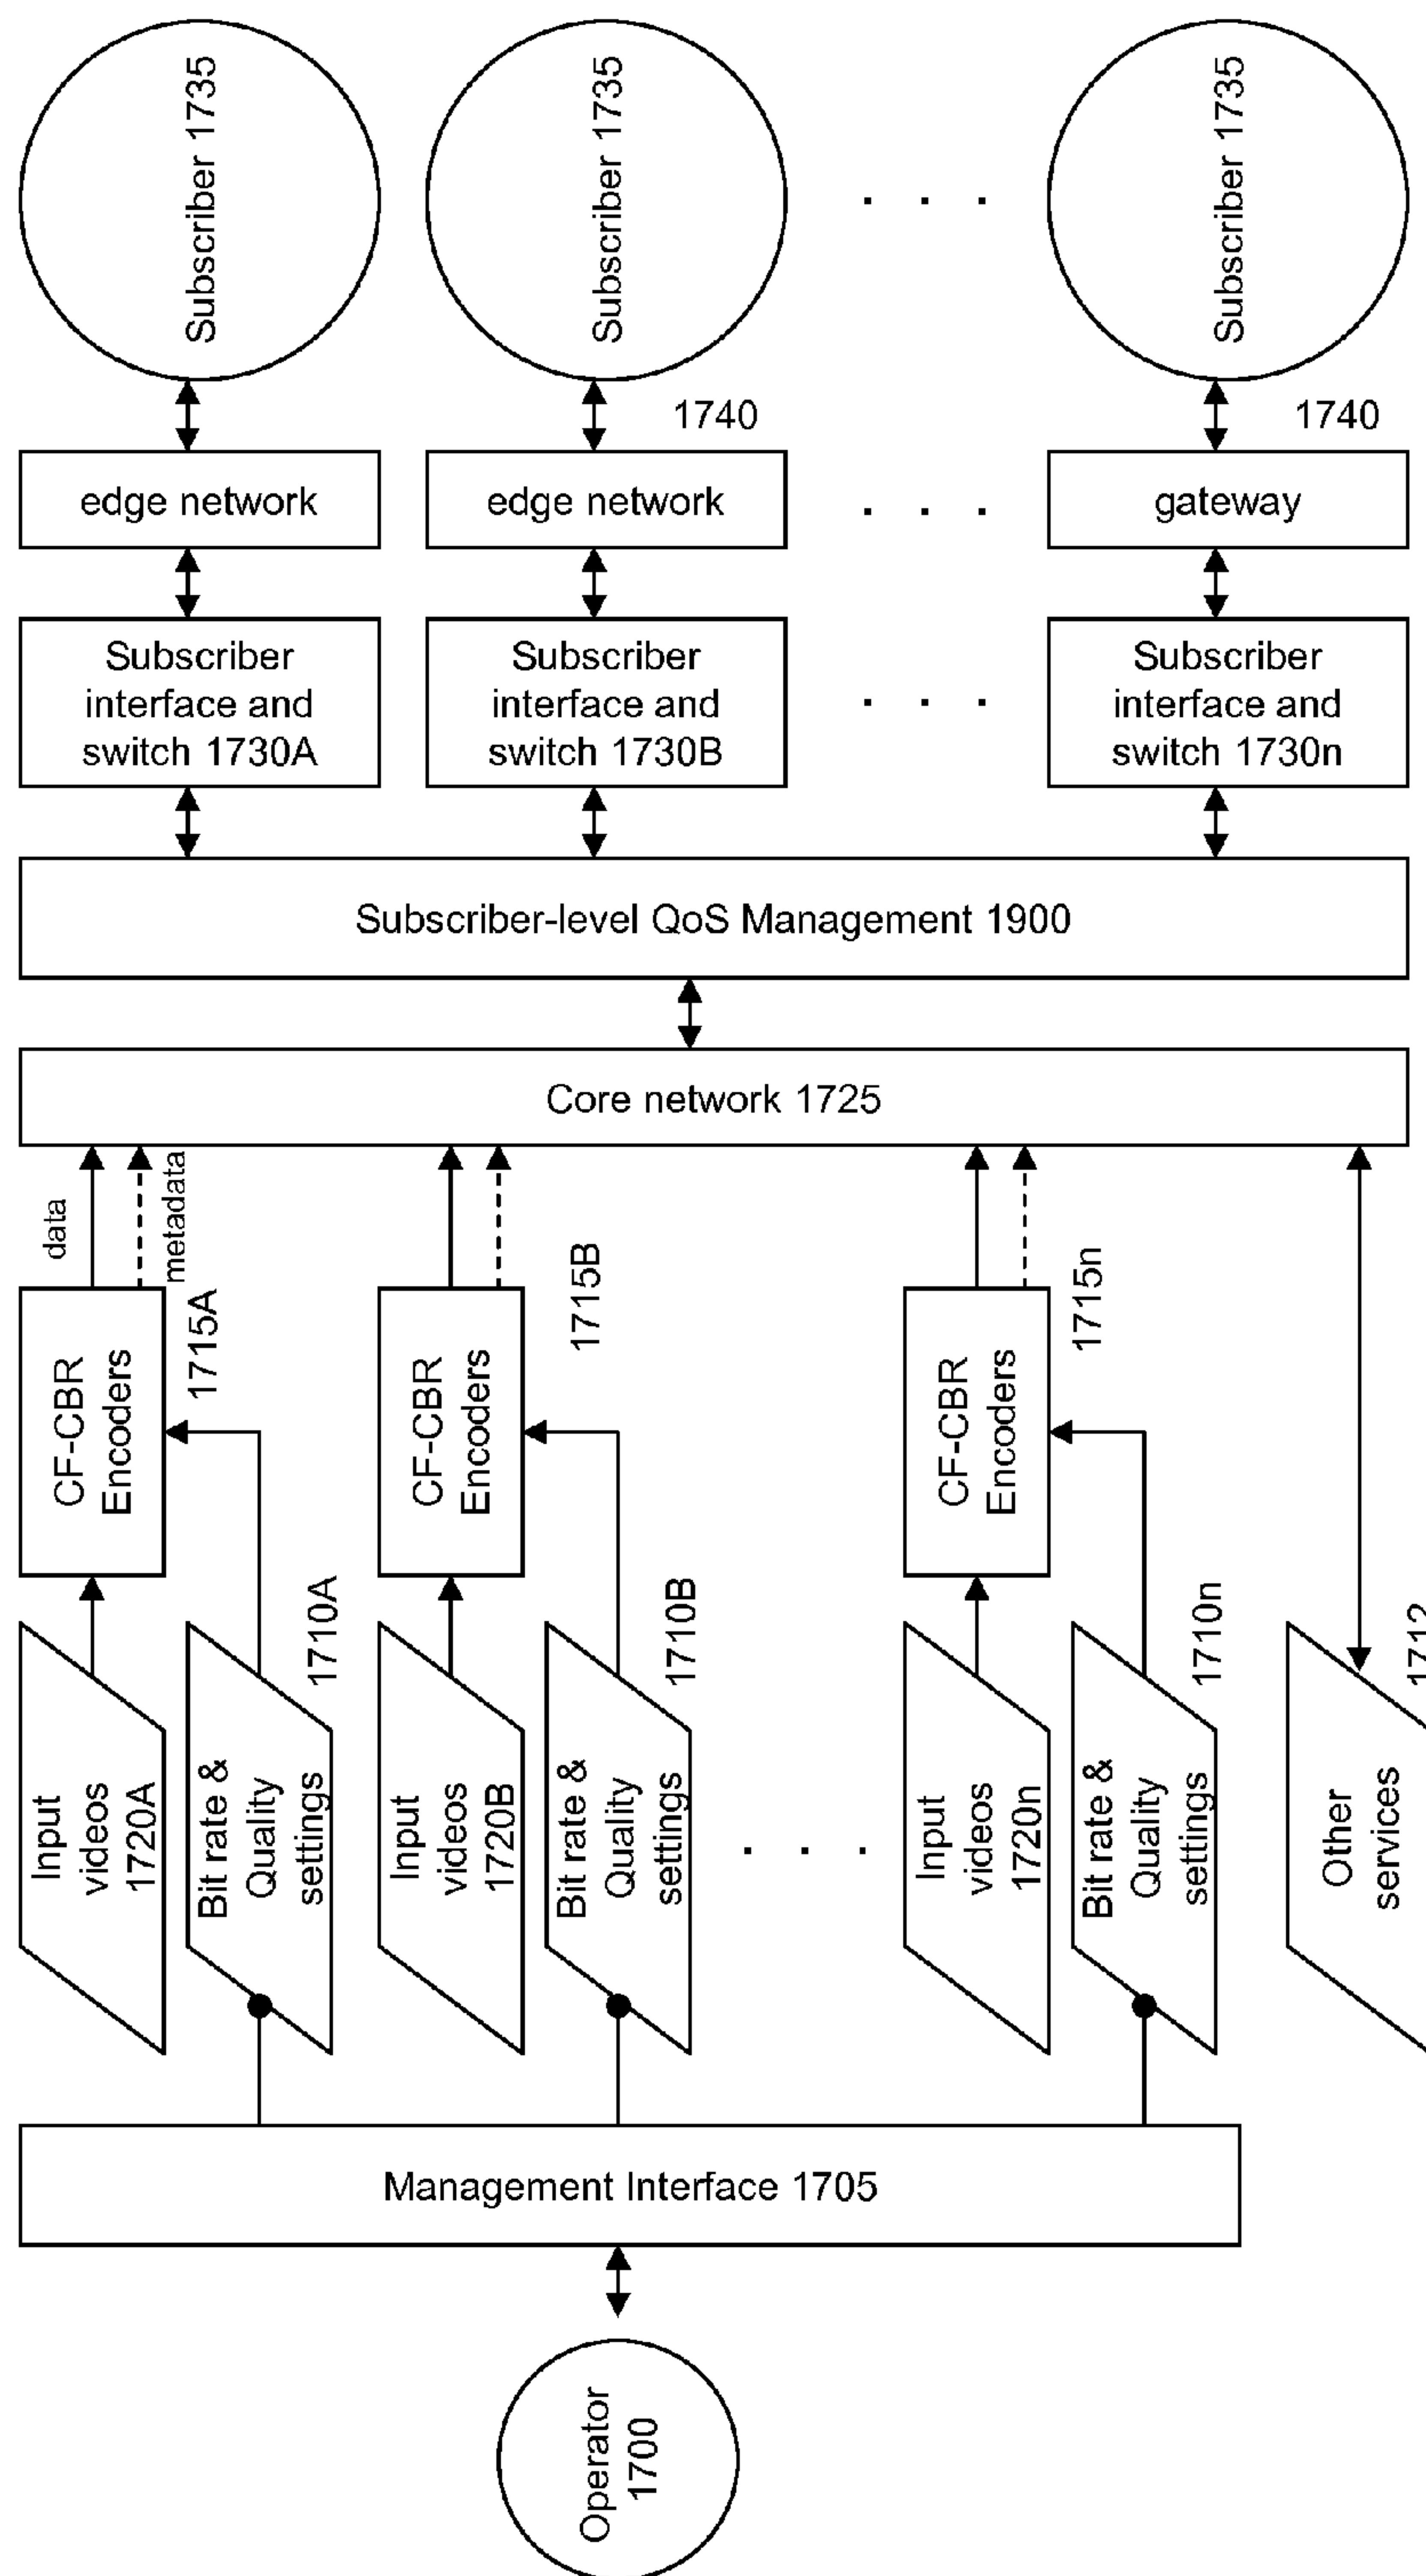 Subscriber 1735
Subscriber 1735
Subscriber 1735
. . .
1740
1740
edge network
edge network
. . .
gateway
Subscriber
interface and
switch 1730A
Subscriber
interface and
switch 1730B
. . .
Subscriber
interface and
switch 1730n
Subscriber-level QoS Management 1900
Core network 1725
data
metadata
CF-CBR
Encoders
1715A
CF-CBR
Encoders
1715B
CF-CBR
Encoders
1715n
Input
videos
1720A
Bit rate &
Quality
settings
1710A
Input
videos
1720B
Bit rate &
Quality
settings
1710B
. . .
Input
videos
1720n
Bit rate &
Quality
settings
1710n
Other
services
1712
Management Interface 1705
Operator
1700